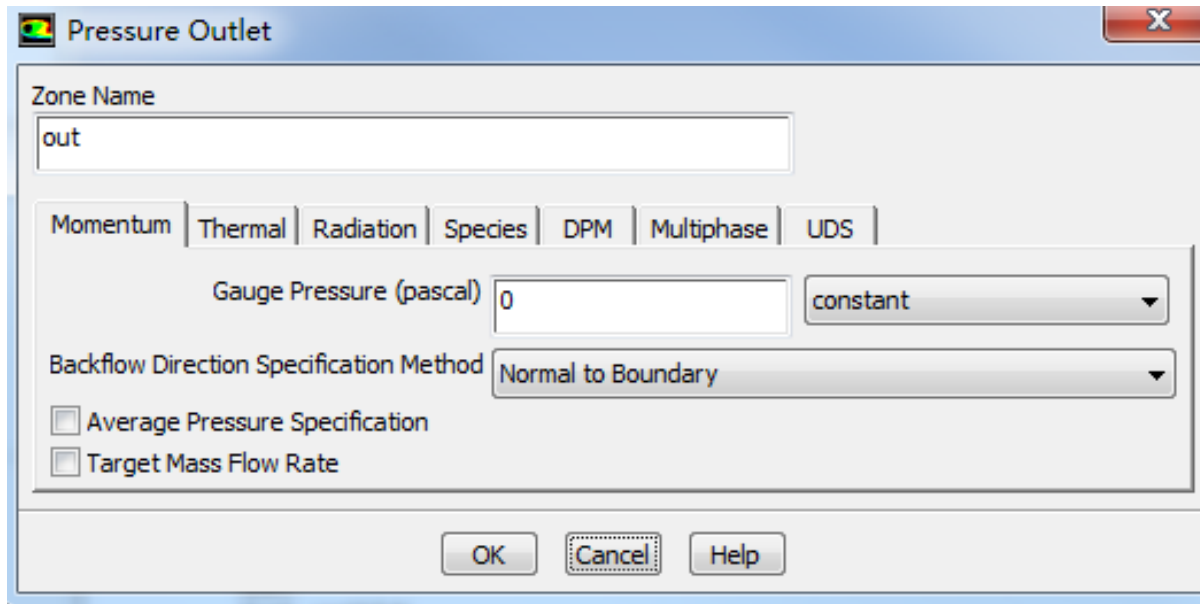 Pressure Outlet
Zone Name
out
Momentum Thermal Radiation Species DPM Multiphase UDS
Gauge Pressure (pascal) 0 constant
Backflow Direction Specification Method Normal to Boundary
Average Pressure Specification
Target Mass Flow Rate
OK Cancel Help